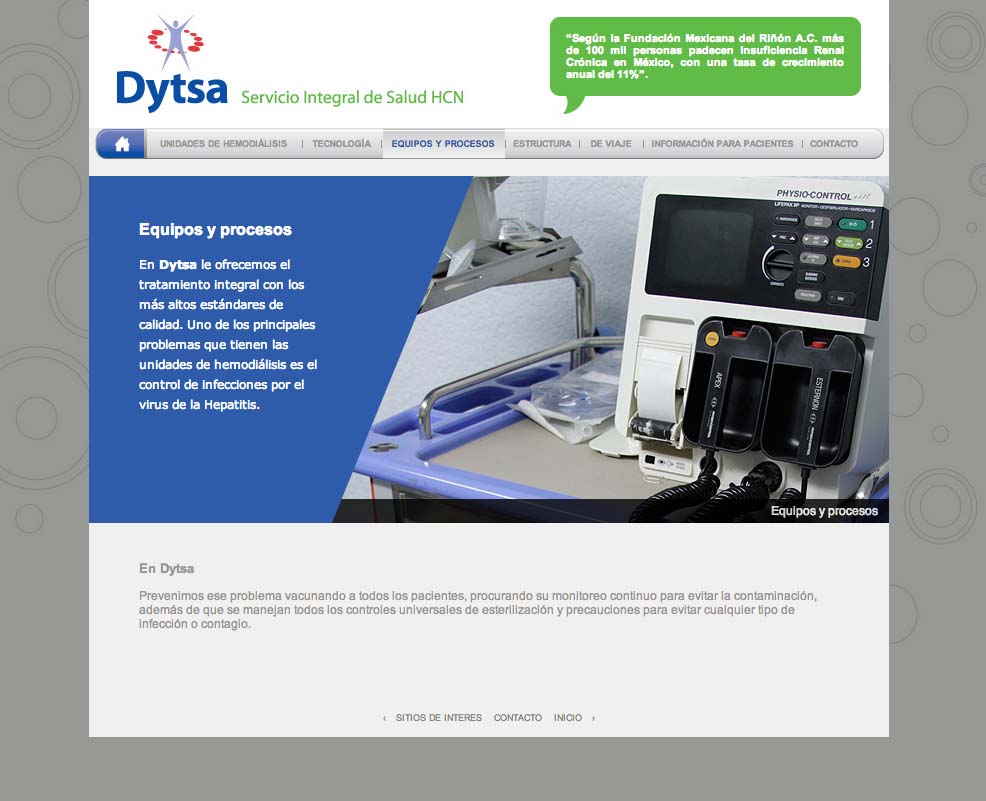 “Según la Fundación Mexicana del Riñón A.C. más
de 100 mil personas padecen Insuficiencia Renal
Crónica en México, con una tasa de crecimiento
anual del 11%”.
Dytsa Servicio Integral de Salud HCN
UNIDADES DE HEMODIÁLISIS | TECNOLOGÍA | EQUIPOS Y PROCESOS | ESTRUCTURA | DE VIAJE | INFORMACIÓN PARA PACIENTES | CONTACTO
Equipos y procesos
En Dytsa le ofrecemos el
tratamiento integral con los
más altos estándares de
calidad. Uno de los principales
problemas que tienen las
unidades de hemodiálisis es el
control de infecciones por el
virus de la Hepatitis.
PHYSIO-CONTROL
LIFEPAK 9P MONITOR • DESFIBRILADOR • MARCAPASOS
1
2
3
APEX
ESTERNON
Equipos y procesos
En Dytsa
Prevenimos ese problema vacunando a todos los pacientes, procurando su monitoreo continuo para evitar la contaminación,
además de que se manejan todos los controles universales de esterilización y precauciones para evitar cualquier tipo de
infección o contagio.
‹ SITIOS DE INTERES CONTACTO INICIO ›